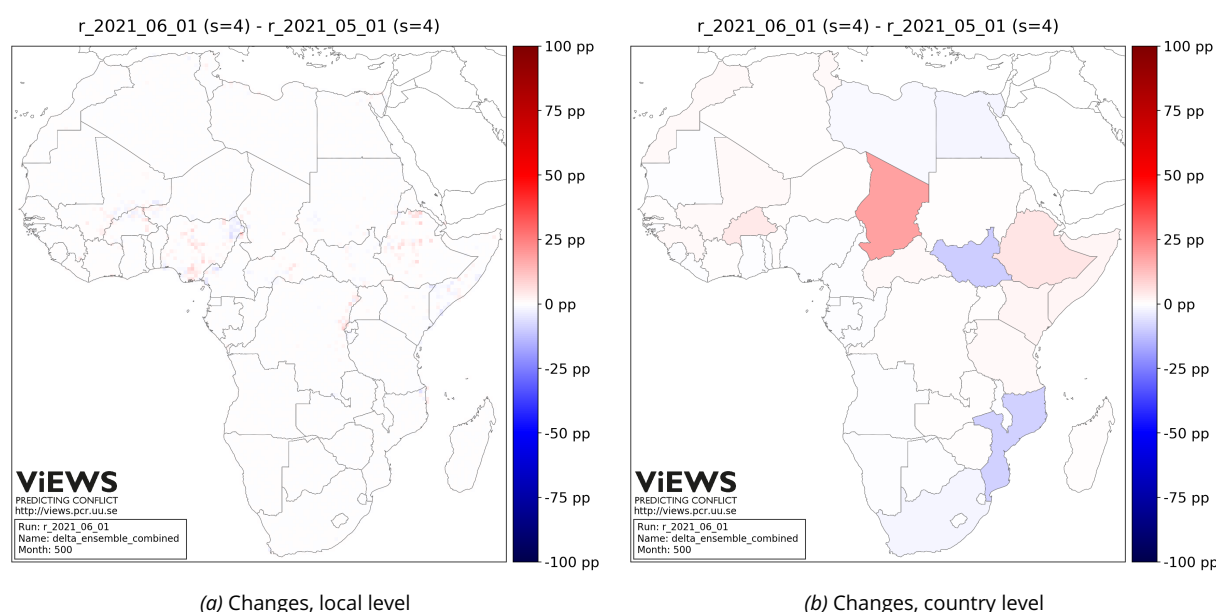 r_2021_06_01 (s=4) - r_2021_05_01 (s=4)
100 pp
75 pp
50 pp
25 pp
0 pp
-25 pp
-50 pp
-75 pp
-100 pp
ViEWS
PREDICTING CONFLICT
http://views.pcr.uu.se
Run: r_2021_06_01
Name: delta_ensemble_combined
Month: 500
(a) Changes, local level
r_2021_06_01 (s=4) - r_2021_05_01 (s=4)
100 pp
75 pp
50 pp
25 pp
0 pp
-25 pp
-50 pp
-75 pp
-100 pp
ViEWS
PREDICTING CONFLICT
http://views.pcr.uu.se
Run: r_2021_06_01
Name: delta_ensemble_combined
Month: 500
(b) Changes, country level